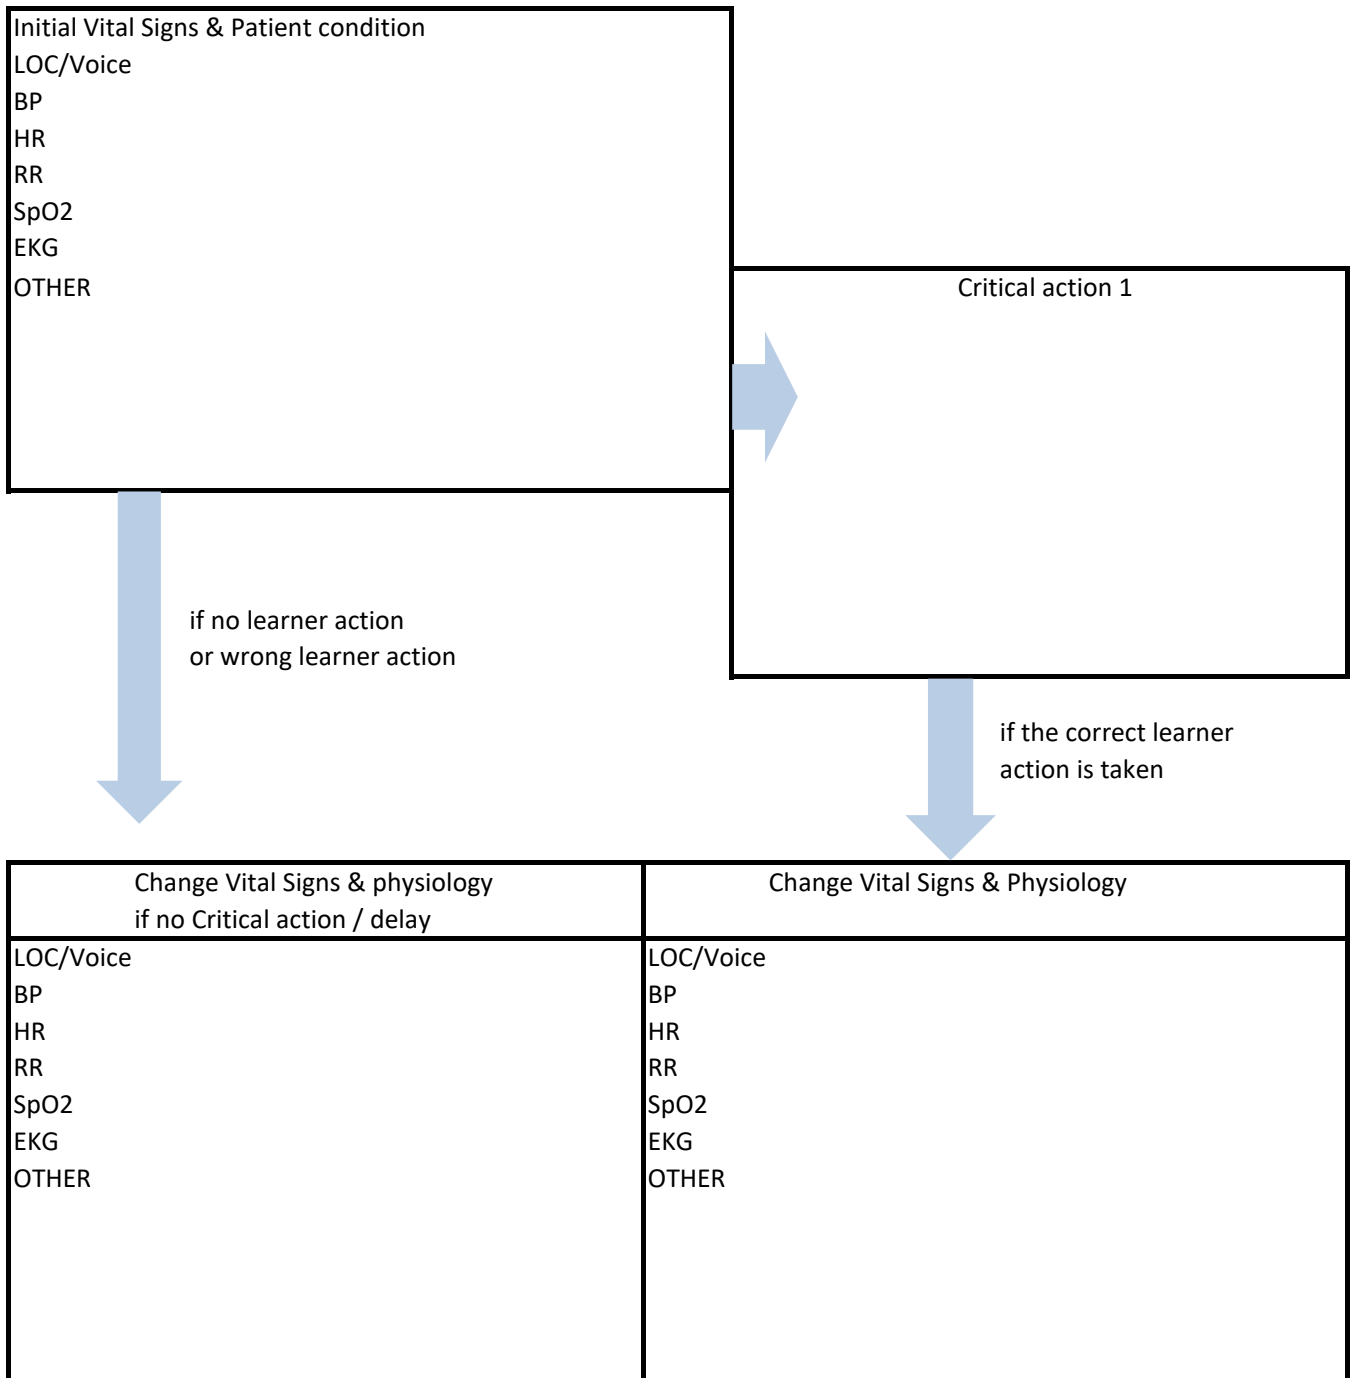 Initial Vital Signs & Patient condition
LOC/Voice
BP
HR
RR
SpO2
EKG
OTHER
Critical action 1
if no learner action
or wrong learner action
if the correct learner
action is taken
Change Vital Signs & physiology
if no Critical action / delay
LOC/Voice
BP
HR
RR
SpO2
EKG
OTHER
Change Vital Signs & Physiology
LOC/Voice
BP
HR
RR
SpO2
EKG
OTHER